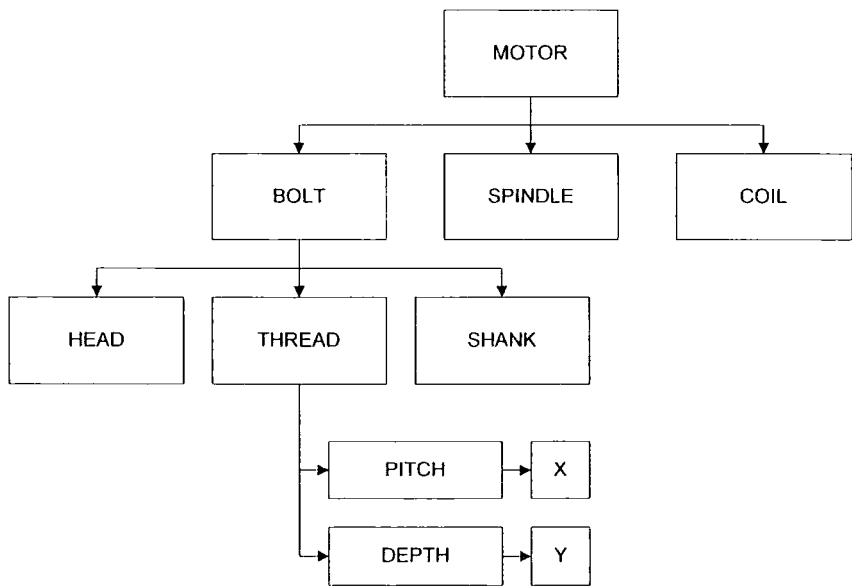 MOTOR
BOLT
SPINDLE
COIL
HEAD
THREAD
SHANK
PITCH
X
DEPTH
Y